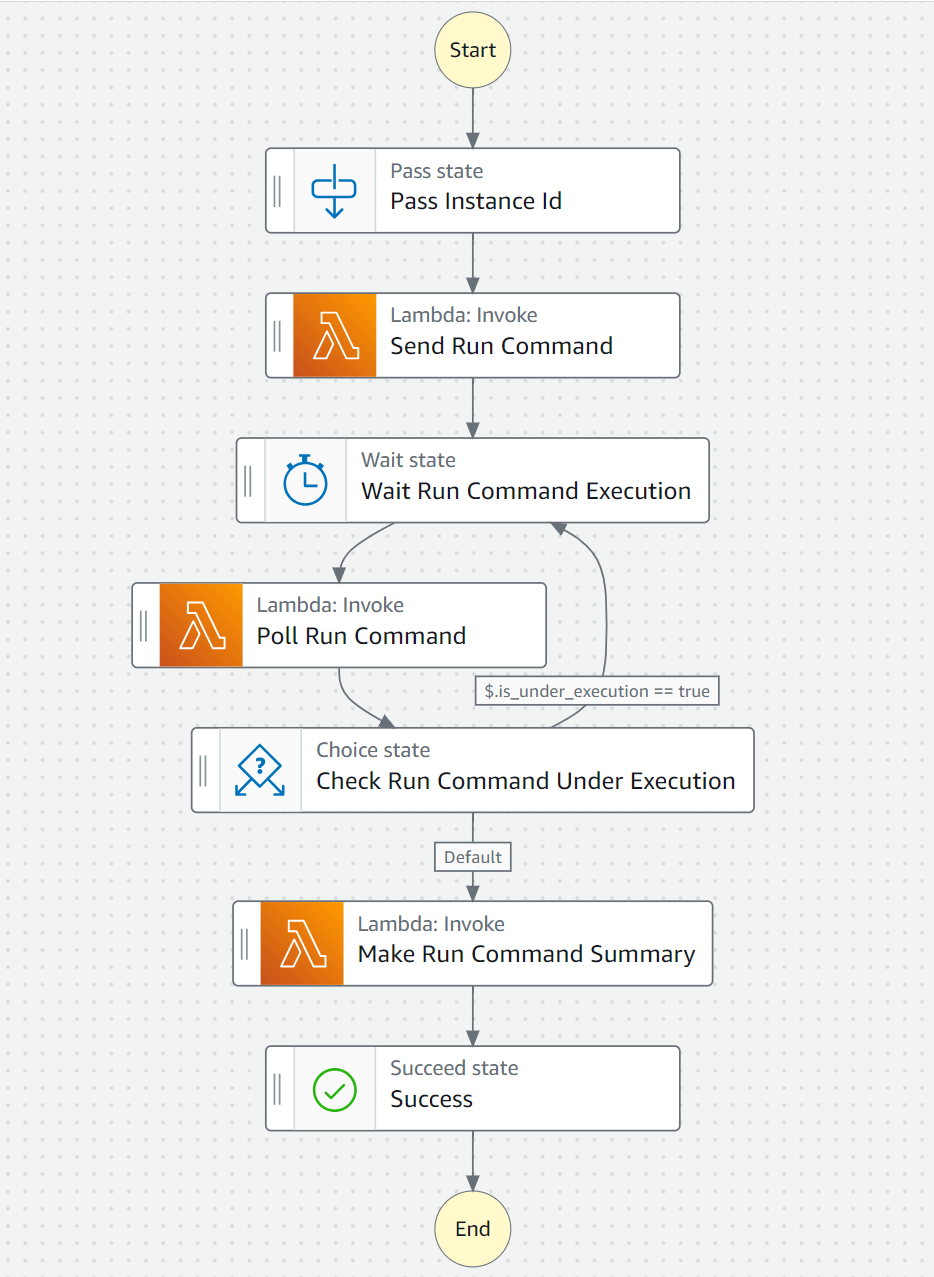 Start
Pass state
Pass Instance Id
Lambda: Invoke
Send Run Command
Wait state
Wait Run Command Execution
Lambda: Invoke
Poll Run Command
$.is_under_execution == true
Choice state
?
Check Run Command Under Execution
Default
Lambda: Invoke
Make Run Command Summary
Succeed state
Success
End